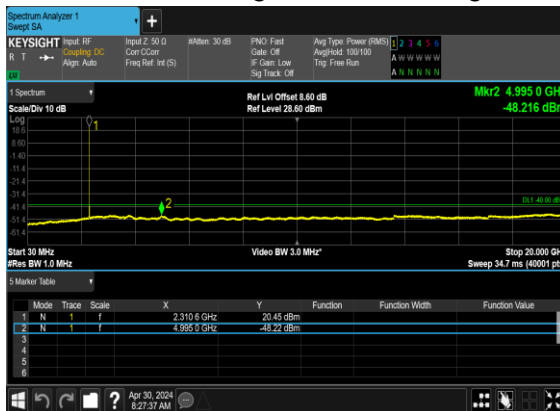 Spectrum Analyzer 1
Swept SA
KEYSIGHT Input: RF Input Z: 50 Ω #Atten: 30 dB PNO: Fast Avg Type: Power (RMS) 1 2 3 4 5 6
R T Coupling: DC Corr CCorr Gate: Off Avg|Hold: 100/100 A W W W W W
Align: Auto Freq Ref: Int (S) IF Gain: Low Trig: Free Run
LXI Sig Track: Off A N N N N N
1 Spectrum
Ref Lvl Offset 8.60 dB Mkr2 4.995 0 GH
Scale/Div 10 dB Ref Level 28.60 dBm -48.216 dBr
Log
18.6 1
8.60
-1.40
-11.4
-21.4
-31.4
DL1 -40.00 dB
-41.4 2
-51.4
-61.4
Start 30 MHz Video BW 3.0 MHz* Stop 20.000 GH
#Res BW 1.0 MHz Sweep 34.7 ms (40001 pt
5 Marker Table
Mode Trace Scale X Y Function Function Width Function Value
1 N 1 f 2.310 6 GHz 20.45 dBm
2 N 1 f 4.995 0 GHz -48.22 dBm
3
4
5
6
? Apr 30, 2024
8:27:37 AM